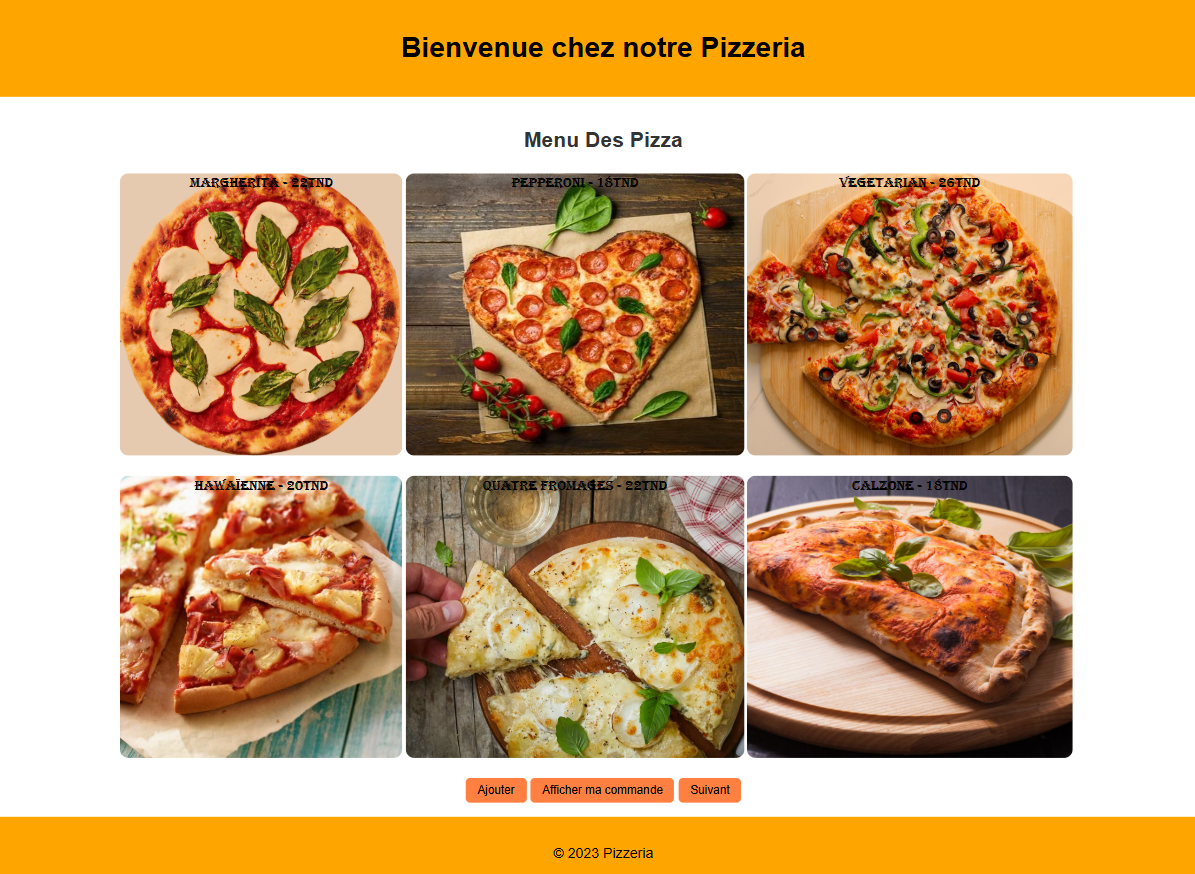 Bienvenue chez notre Pizzeria
Menu Des Pizza
MARGHERITA - 22TND
PEPPERONI - 18TND
VEGETARIAN - 26TND
HAWAÏENNE - 20TND
QUATRE FROMAGES - 22TND
CALZONE - 18TND
Ajouter
Afficher ma commande
Suivant
© 2023 Pizzeria